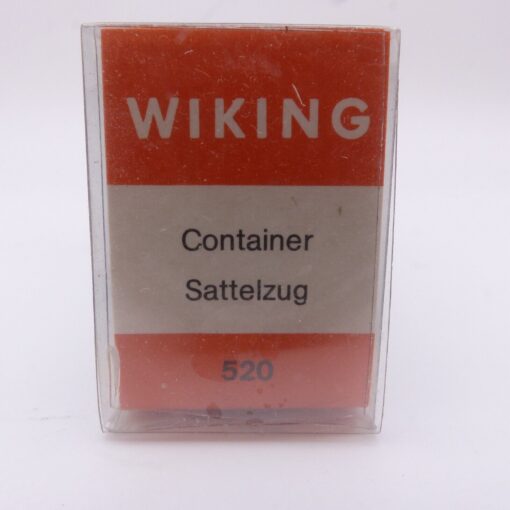 WIKING
Container
Sattelzug
520